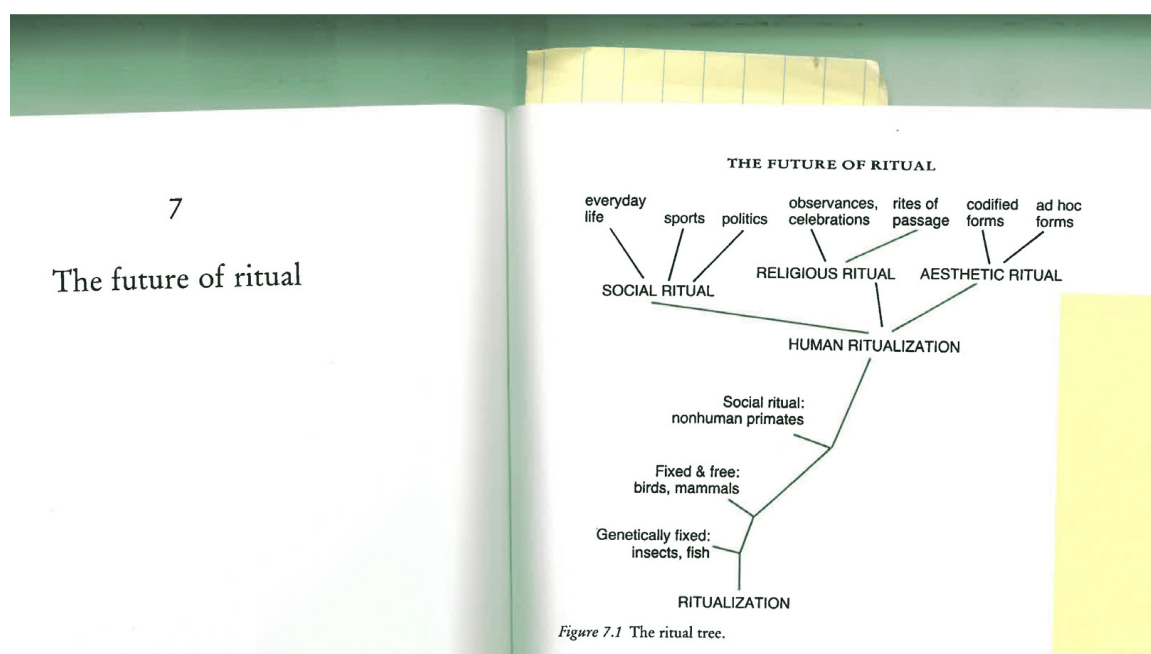 7
The future of ritual
THE FUTURE OF RITUAL
everyday
life
sports
politics
observances,
celebrations
rites of
passage
codified
forms
ad hoc
forms
SOCIAL RITUAL
RELIGIOUS RITUAL
AESTHETIC RITUAL
HUMAN RITUALIZATION
Social ritual:
nonhuman primates
Fixed & free:
birds, mammals
Genetically fixed:
insects, fish
RITUALIZATION
Figure 7.1 The ritual tree.